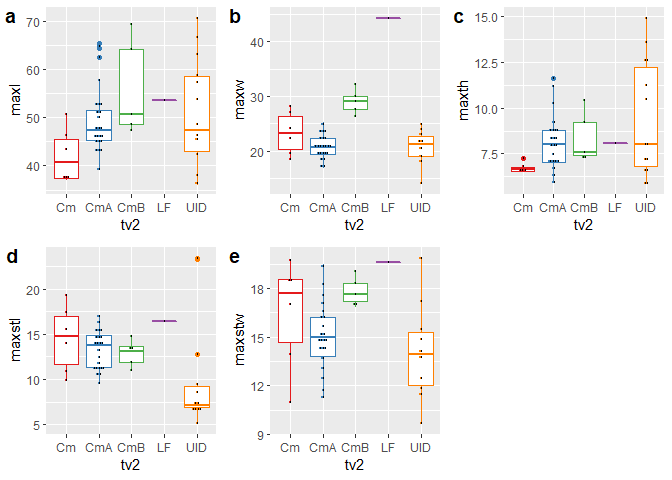 a
maxl
70
60
50
40
Cm CmA CmB LF UID
tv2
b
maxw
40
30
20
Cm CmA CmB LF UID
tv2
c
maxth
15.0
12.5
10.0
7.5
Cm CmA CmB LF UID
tv2
d
maxstl
20
15
10
5
Cm CmA CmB LF UID
tv2
e
maxstw
18
15
12
9
Cm CmA CmB LF UID
tv2